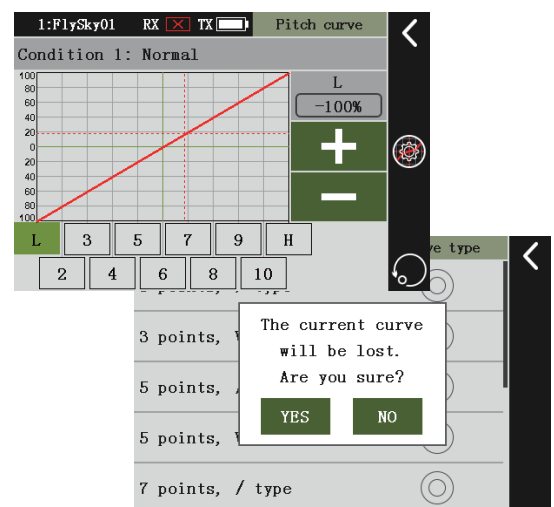 1:FlySky01 RX TX Pitch curve
Condition 1: Normal
100
80
60
40
20
0
20
40
60
80
100
L
-100%
+
−
L 3 5 7 9 H
2 4 6 8 10
type
/ type
3 points,
The current curve
will be lost.
Are you sure?
YES NO
5 points,
5 points,
7 points, / type